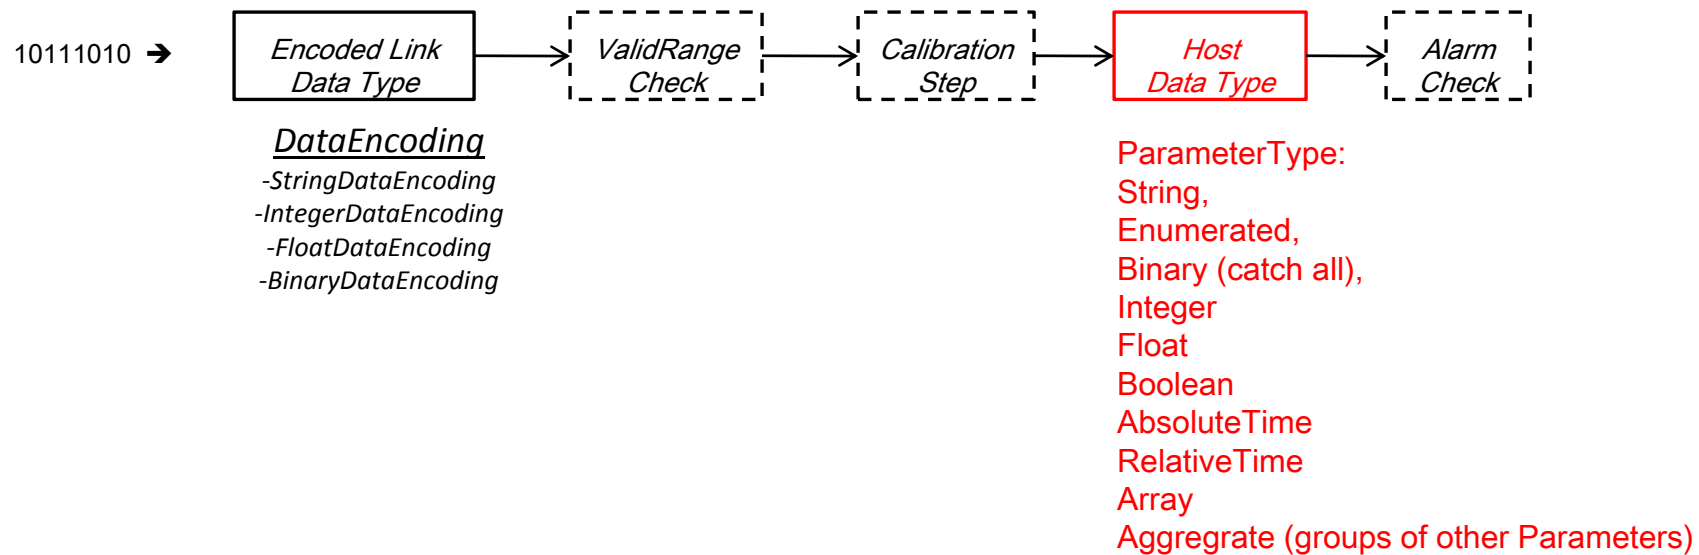 10111010 ➔
Encoded Link
Data Type
ValidRange
Check
Calibration
Step
Host
Data Type
Alarm
Check
DataEncoding
-StringDataEncoding
-IntegerDataEncoding
-FloatDataEncoding
-BinaryDataEncoding
ParameterType:
String,
Enumerated,
Binary (catch all),
Integer
Float
Boolean
AbsoluteTime
RelativeTime
Array
Aggregrate (groups of other Parameters)